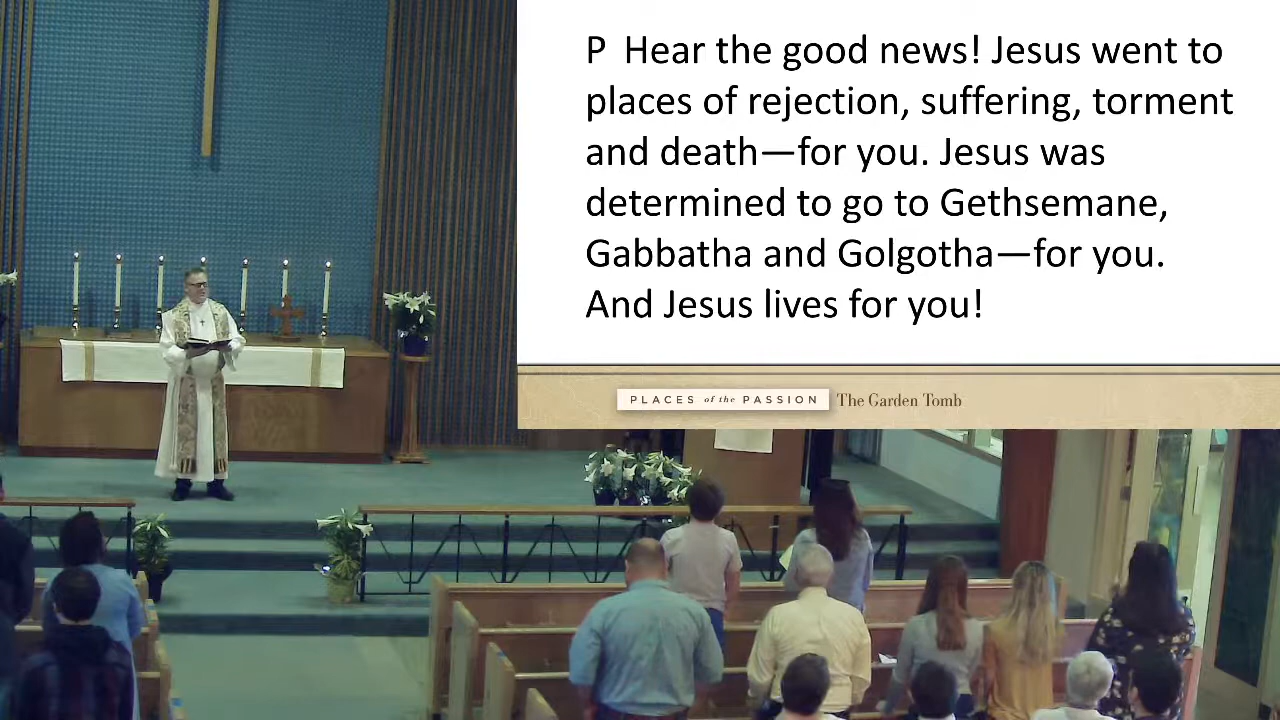 P Hear the good news! Jesus went to
places of rejection, suffering, torment
and death—for you. Jesus was
determined to go to Gethsemane,
Gabbatha and Golgotha—for you.
And Jesus lives for you!
PLACES of the PASSION The Garden Tomb